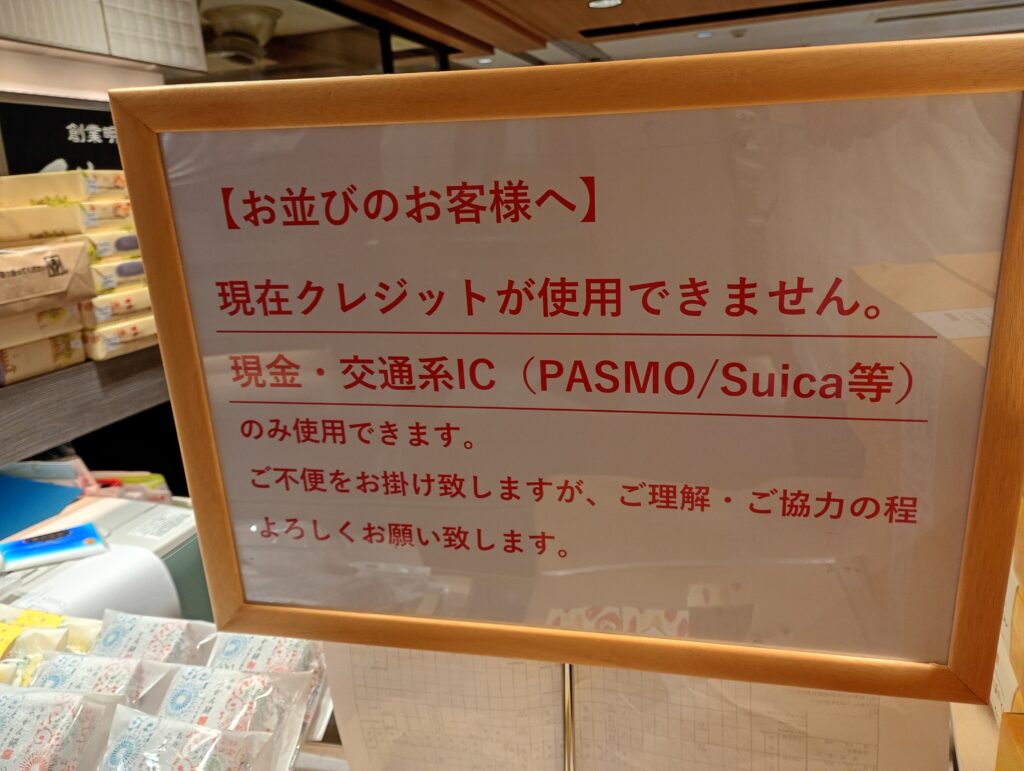 創業明
【お並びのお客様へ】
現在クレジットが使用できません。
現金・交通系IC（PASMO/Suica等）
のみ使用できます。
ご不便をお掛け致しますが、ご理解・ご協力の程
よろしくお願い致します。